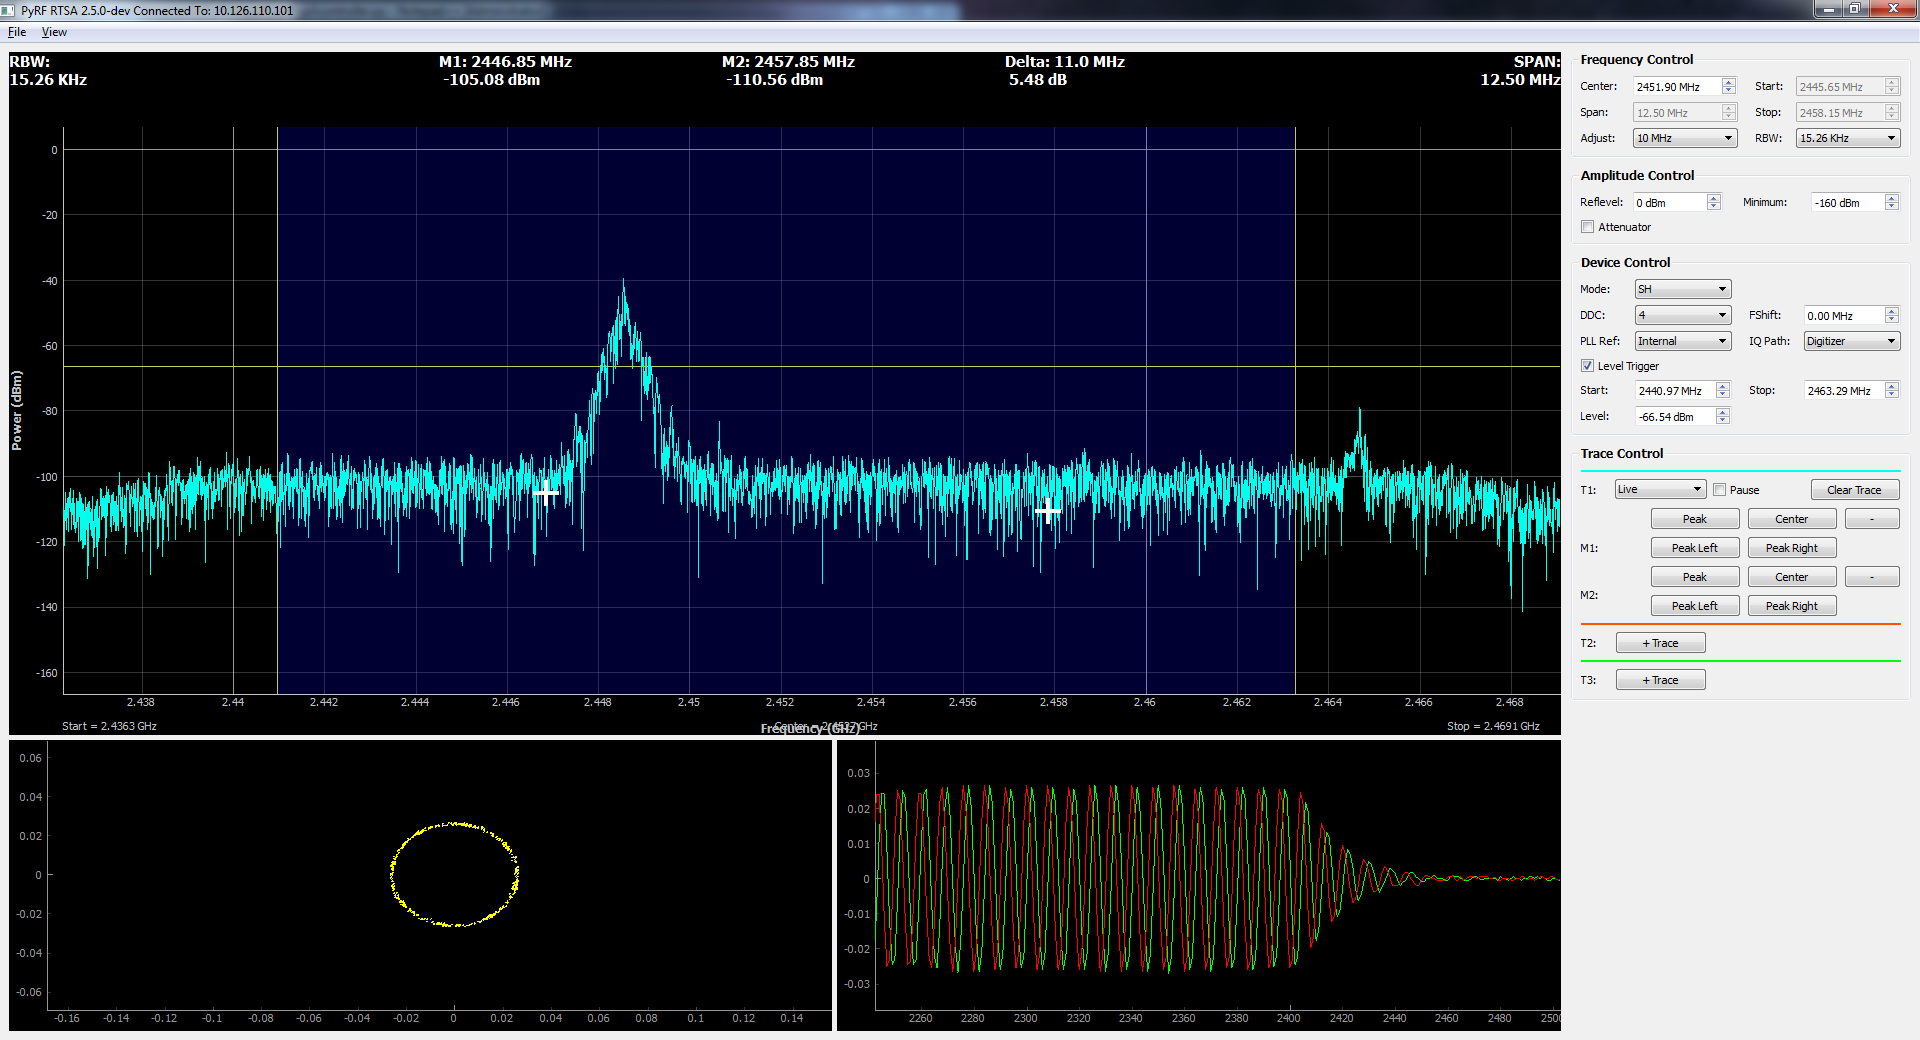 PyRF RTSA 2.5.0-dev Connected To: 10.126.110.101
File View
RBW: M1: 2446.85 MHz M2: 2457.85 MHz Delta: 11.0 MHz SPAN:
15.26 KHz -105.08 dBm -110.56 dBm 5.48 dB 12.50 MHz
0
-20
-40
-60
-80
-100
-120
-140
-160
Power (dBm)
2.438 2.44 2.442 2.444 2.446 2.448 2.45 2.452 2.454 2.456 2.458 2.46 2.462 2.464 2.466 2.468
Start = 2.4363 GHz Center = 2.4527 GHz Stop = 2.4691 GHz
Frequency (GHz)
0.06
0.04
0.02
0
-0.02
-0.04
-0.06
-0.16 -0.14 -0.12 -0.1 -0.08 -0.06 -0.04 -0.02 0 0.02 0.04 0.06 0.08 0.1 0.12 0.14
0.03
0.02
0.01
0
-0.01
-0.02
-0.03
2260 2280 2300 2320 2340 2360 2380 2400 2420 2440 2460 2480 2500
Frequency Control
Center: 2451.90 MHz Start: 2445.65 MHz
Span: 12.50 MHz Stop: 2458.15 MHz
Adjust: 10 MHz RBW: 15.26 KHz
Amplitude Control
Reflevel: 0 dBm Minimum: -160 dBm
Attenuator
Device Control
Mode: SH
DDC: 4 FShift: 0.00 MHz
PLL Ref: Internal IQ Path: Digitizer
Level Trigger
Start: 2440.97 MHz Stop: 2463.29 MHz
Level: -66.54 dBm
Trace Control
T1: Live Pause Clear Trace
Peak Center -
M1: Peak Left Peak Right
Peak Center -
M2: Peak Left Peak Right
T2: + Trace
T3: + Trace